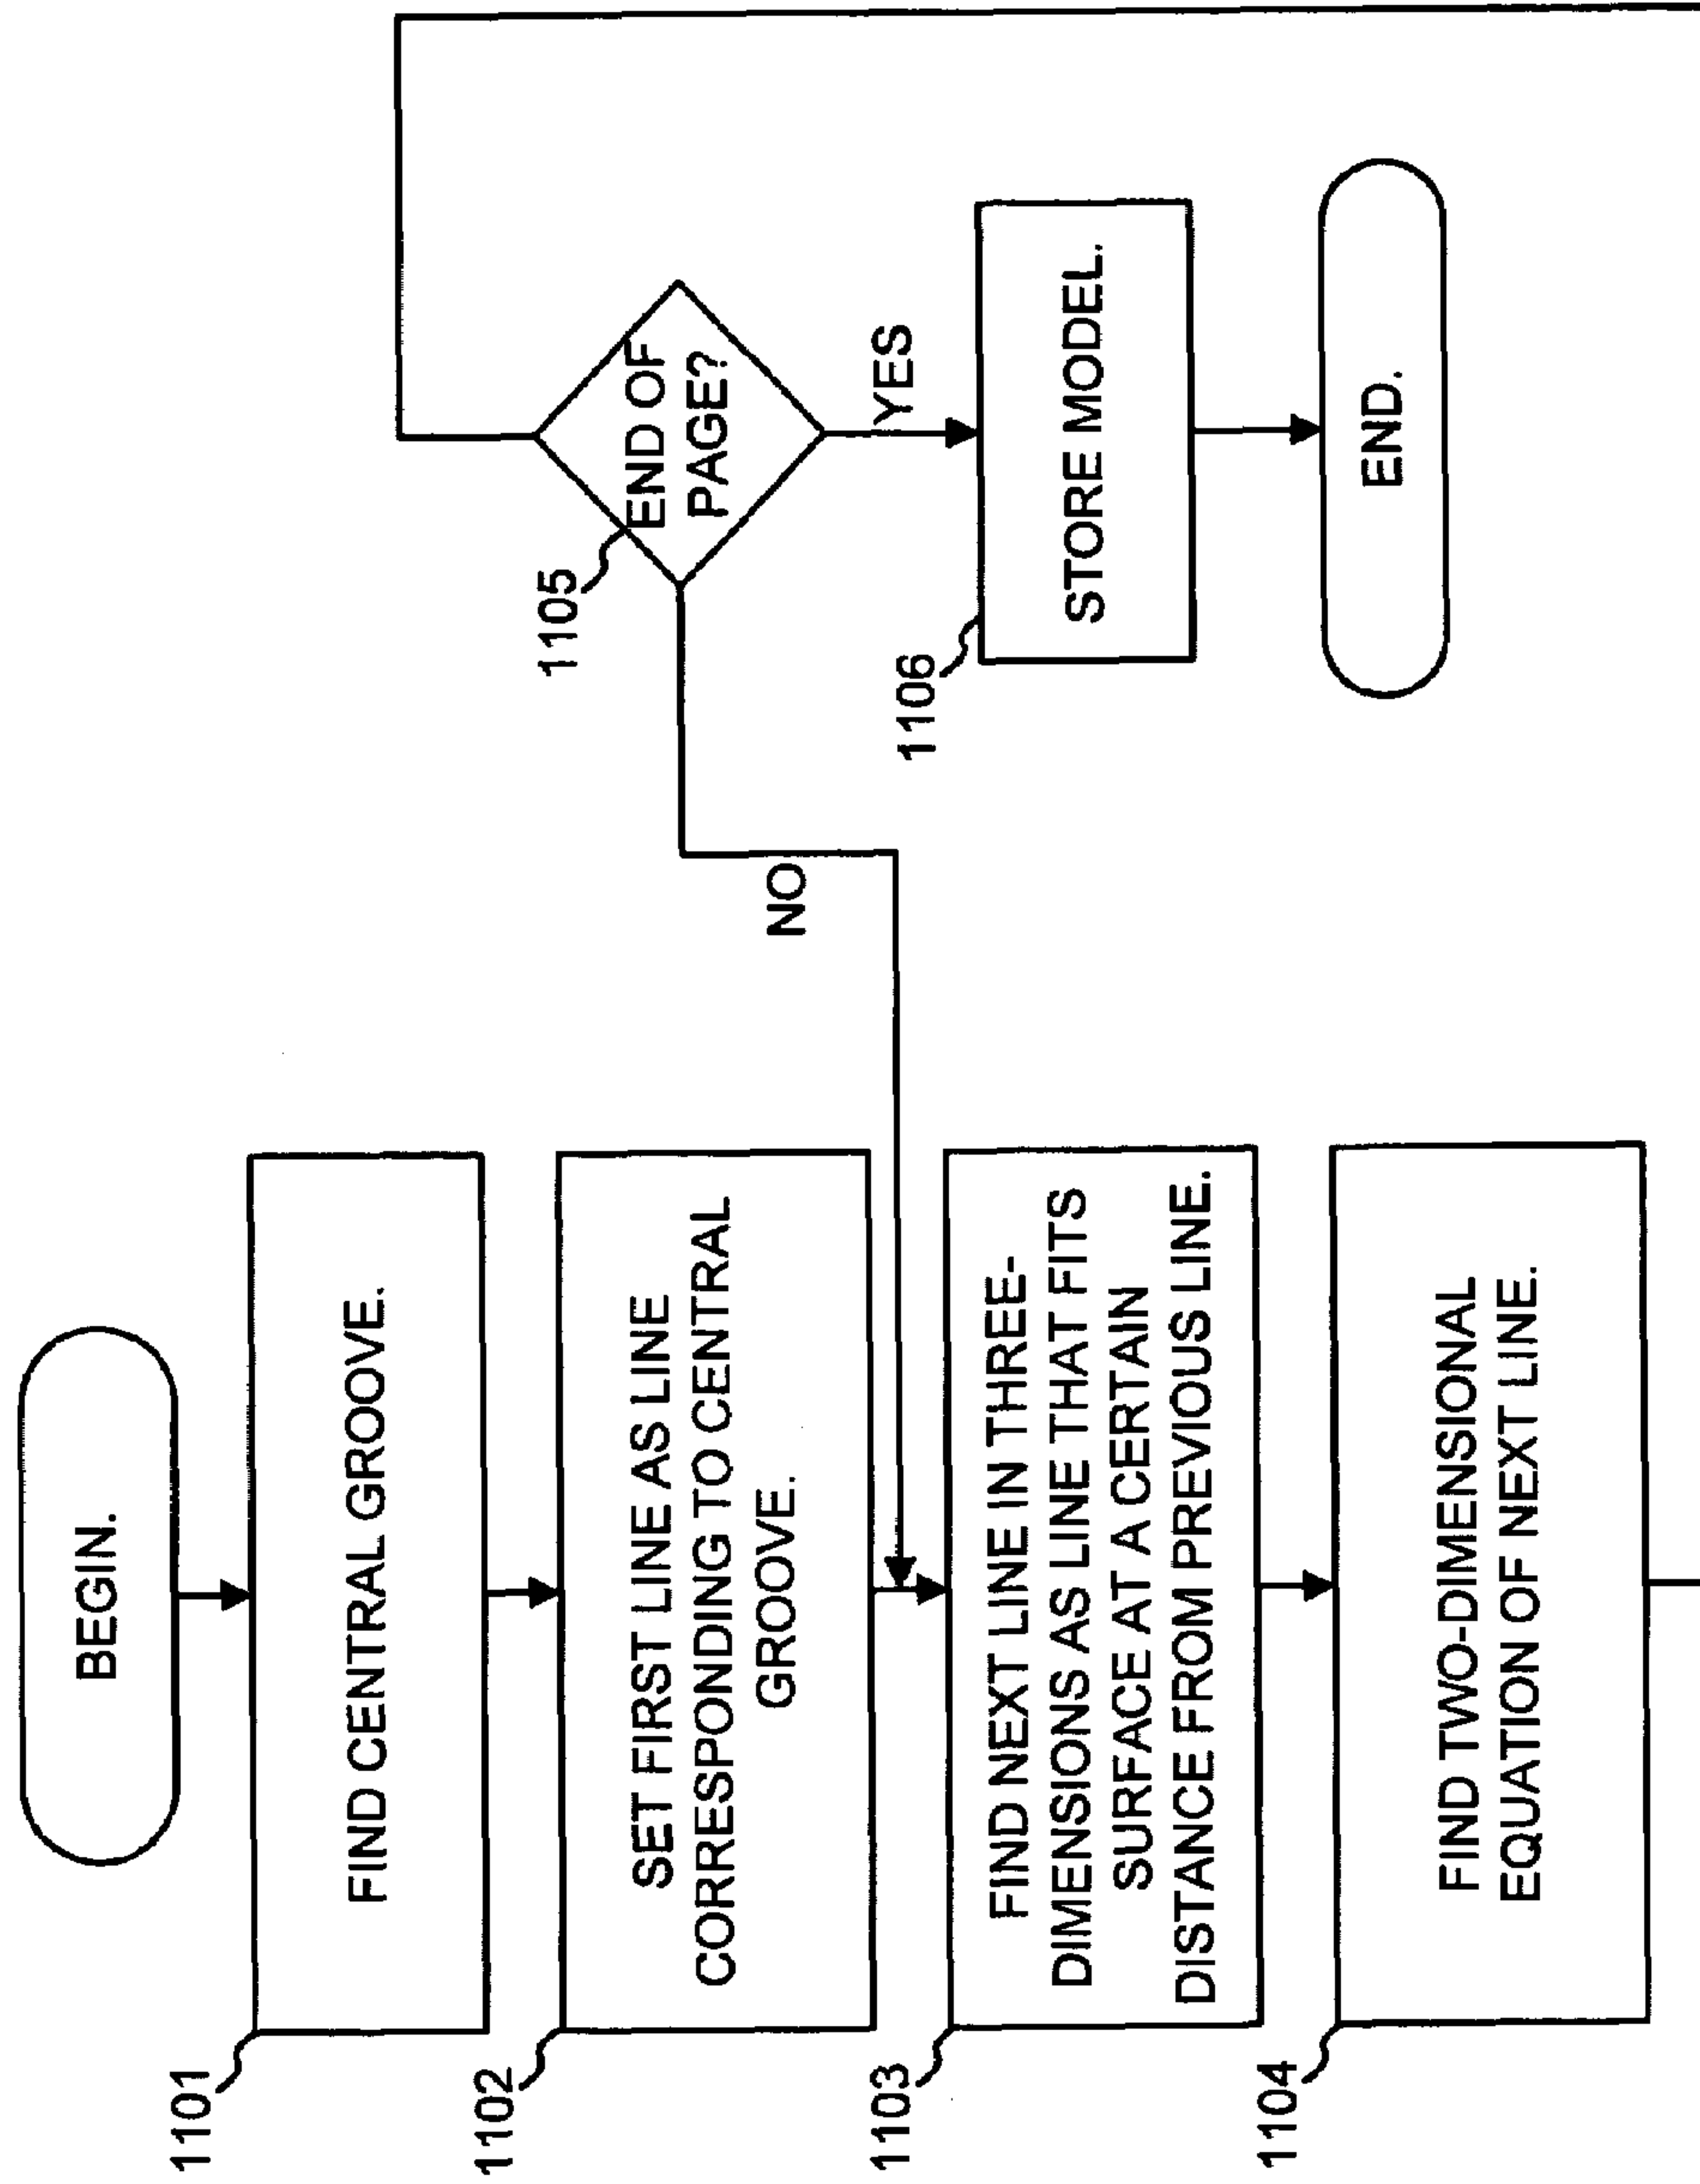 BEGIN.
1101
FIND CENTRAL GROOVE.
1102
SET FIRST LINE AS LINE
CORRESPONDING TO CENTRAL
GROOVE.
1103
FIND NEXT LINE IN THREE-
DIMENSIONS AS LINE THAT FITS
SURFACE AT A CERTAIN
DISTANCE FROM PREVIOUS LINE.
1104
FIND TWO-DIMENSIONAL
EQUATION OF NEXT LINE.
1105
END OF
PAGE?
NO
YES
1106
STORE MODEL.
END.